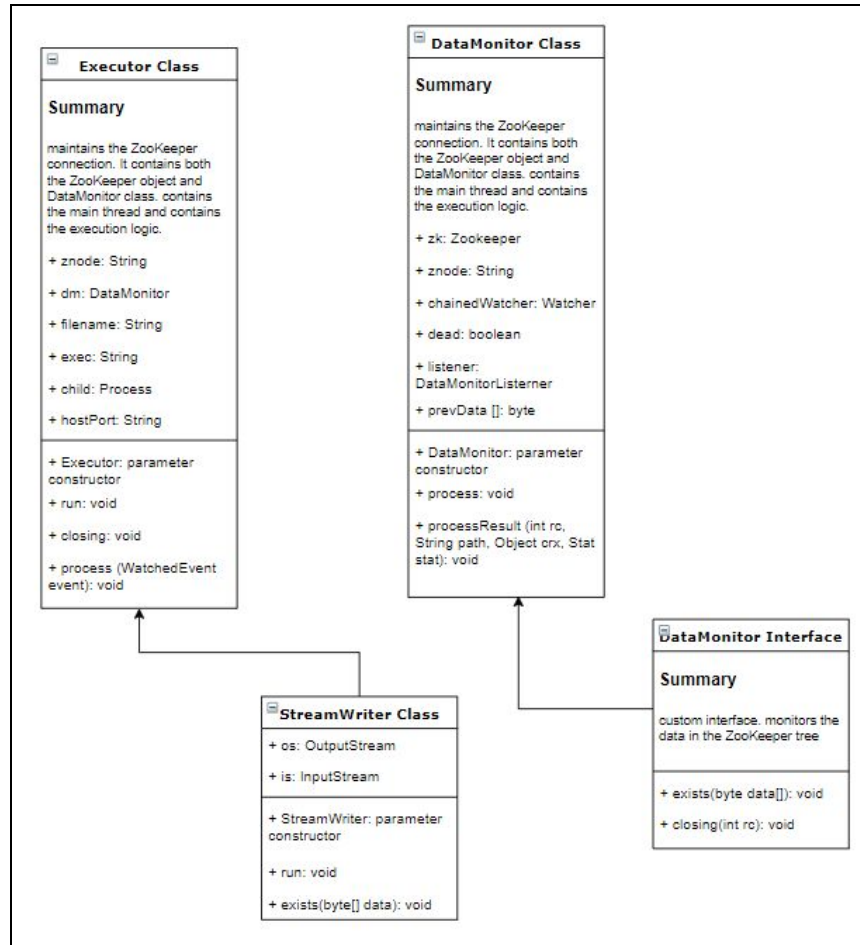 Executor Class
Summary
maintains the ZooKeeper
connection. It contains both
the ZooKeeper object and
DataMonitor class. contains
the main thread and contains
the execution logic.
+ znode: String
+ dm: DataMonitor
+ filename: String
+ exec: String
+ child: Process
+ hostPort: String
+ Executor: parameter
constructor
+ run: void
+ closing: void
+ process (WatchedEvent
event): void
DataMonitor Class
Summary
maintains the ZooKeeper
connection. It contains both
the ZooKeeper object and
DataMonitor class. contains
the main thread and contains
the execution logic.
+ zk: Zookeeper
+ znode: String
+ chainedWatcher: Watcher
+ dead: boolean
+ listener:
DataMonitorListerner
+ prevData []: byte
+ DataMonitor: parameter
constructor
+ process: void
+ processResult (int rc,
String path, Object crx, Stat
stat): void
StreamWriter Class
+ os: OutputStream
+ is: InputStream
+ StreamWriter: parameter
constructor
+ run: void
+ exists(byte[] data): void
DataMonitor Interface
Summary
custom interface. monitors the
data in the ZooKeeper tree
+ exists(byte data[]): void
+ closing(int rc): void